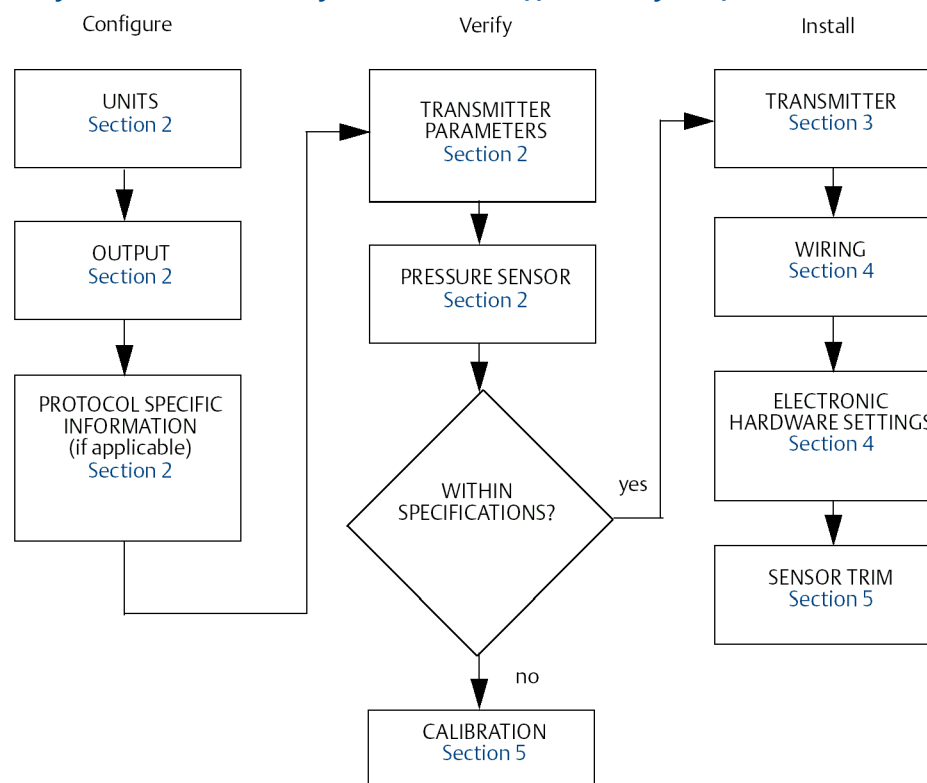 Configure
UNITS
Section 2
OUTPUT
Section 2
PROTOCOL SPECIFIC
INFORMATION
(if applicable)
Section 2
Verify
TRANSMITTER
PARAMETERS
Section 2
PRESSURE SENSOR
Section 2
WITHIN
SPECIFICATIONS?
yes
no
CALIBRATION
Section 5
Install
TRANSMITTER
Section 3
WIRING
Section 4
ELECTRONIC
HARDWARE SETTINGS
Section 4
SENSOR TRIM
Section 5